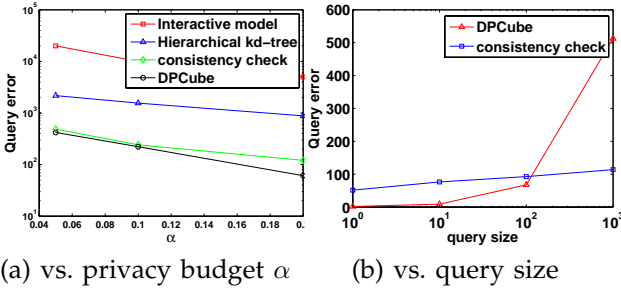 Interactive model
Hierarchical kd-tree
consistency check
DPCube
Query error
10^5
10^4
10^3
10^2
10^1
0.04 0.06 0.08 0.1 0.12 0.14 0.16 0.18 0.
α
(a) vs. privacy budget α
DPCube
consistency check
Query error
600
500
400
300
200
100
0
10^0 10^1 10^2 10^3
query size
(b) vs. query size